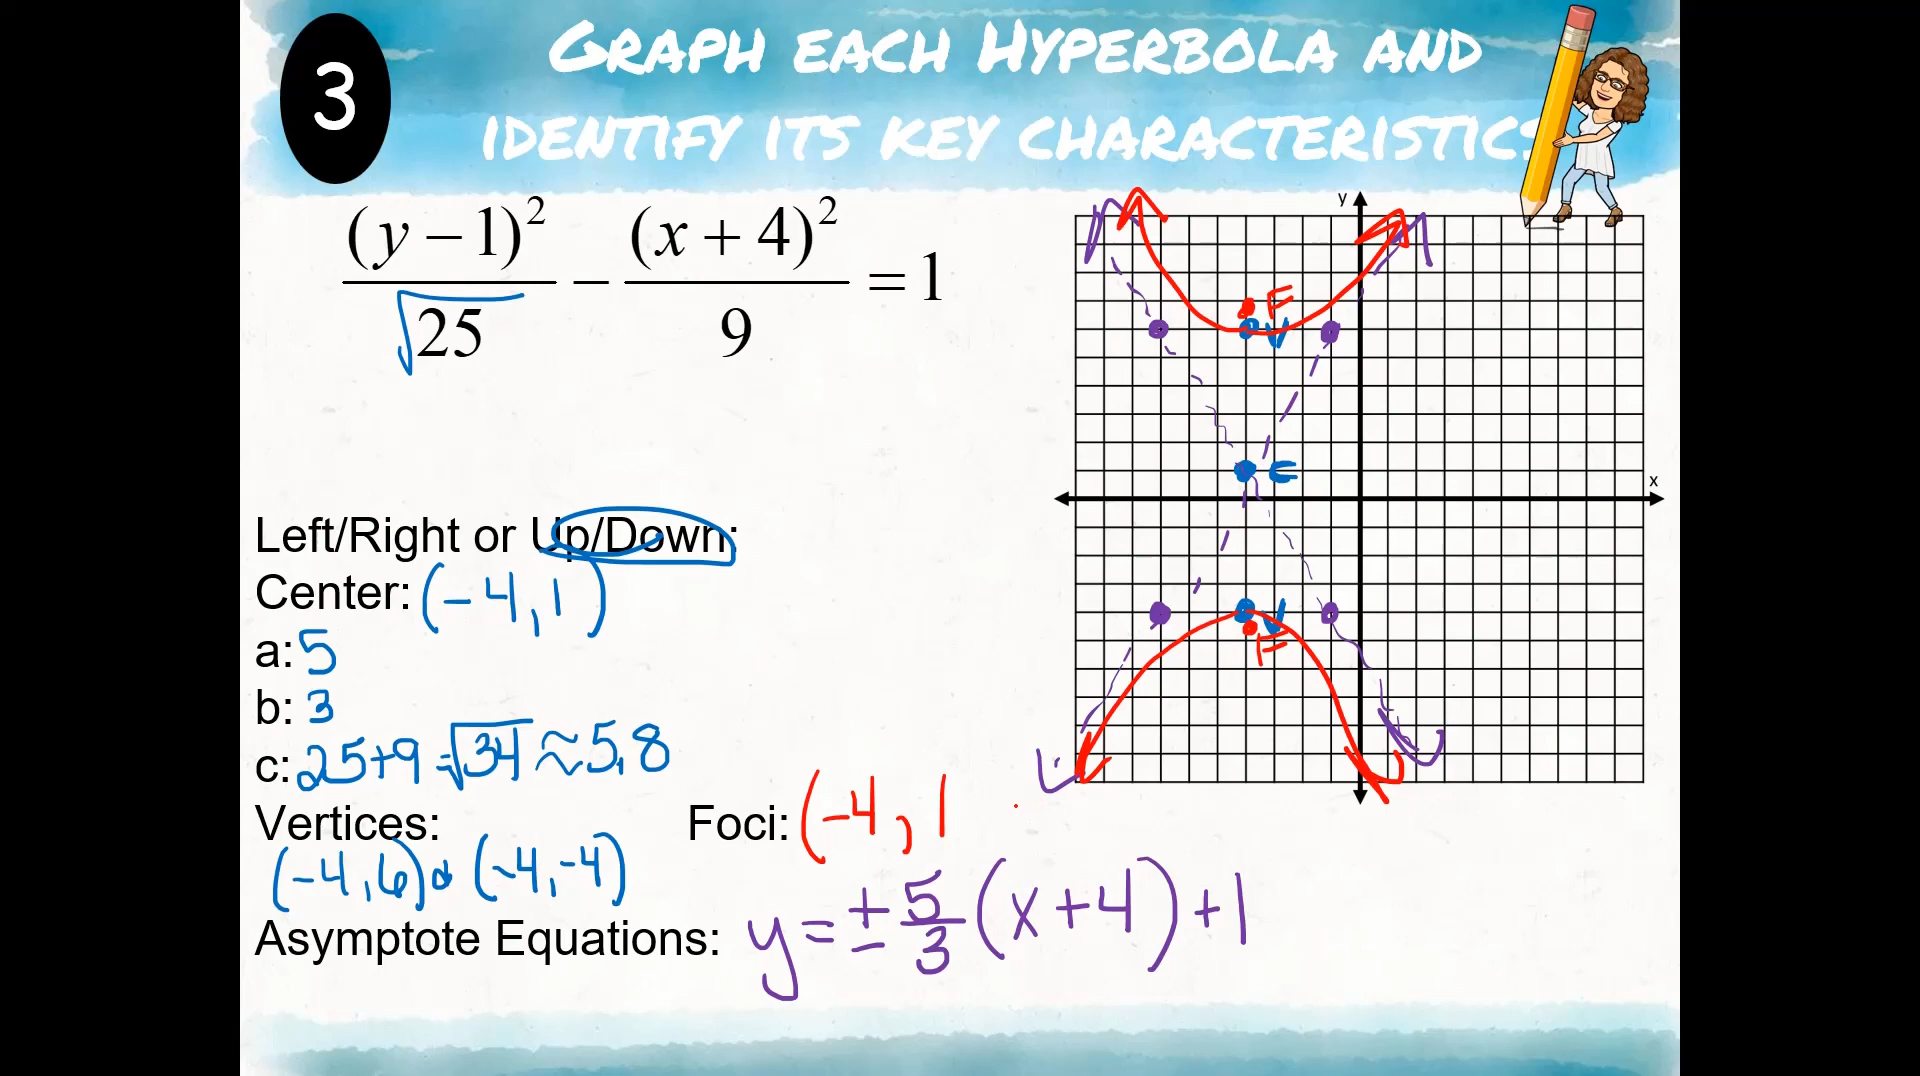 3
GRAPH EACH HYPERBOLA AND
IDENTIFY ITS KEY CHARACTERISTICS
(y − 1)² / √25 − (x + 4)² / 9 = 1
Left/Right or Up/Down:
Center: (−4, 1)
a: 5
b: 3
c: 25+9 = √34 ≈ 5.8
Vertices:
(−4, 6) & (−4, −4)
Foci: (−4, 1
Asymptote Equations: y = ± 5/3 (x + 4) + 1
y
x
F
V
C
V
F